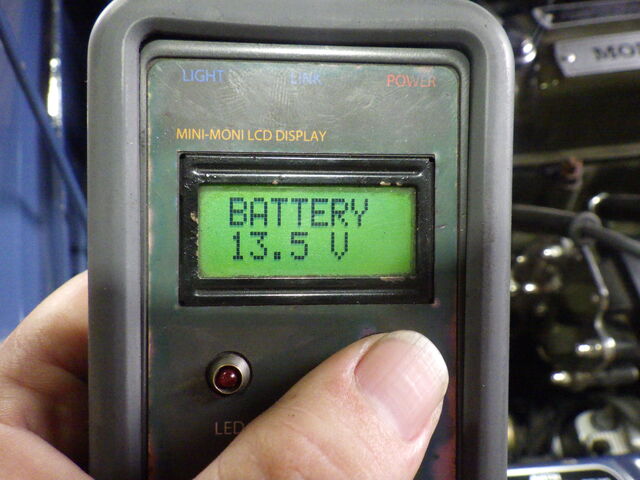 LIGHT LINK POWER
MINI-MONI LCD DISPLAY
BATTERY
13.5 V
LED